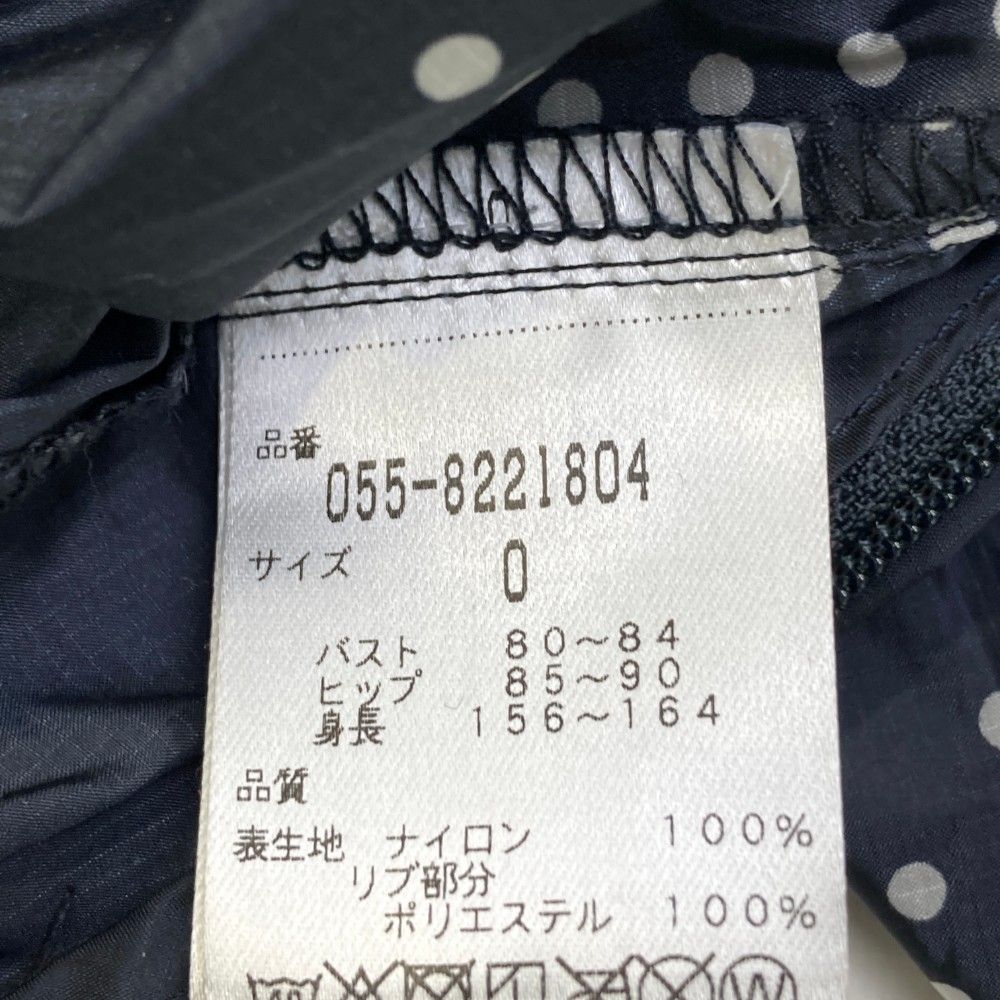 品番
055-8221804
サイズ 0
バスト 80〜84
ヒップ 85〜90
身長 156〜164
品質
表生地 ナイロン 100%
リブ部分
ポリエステル 100%
40 W